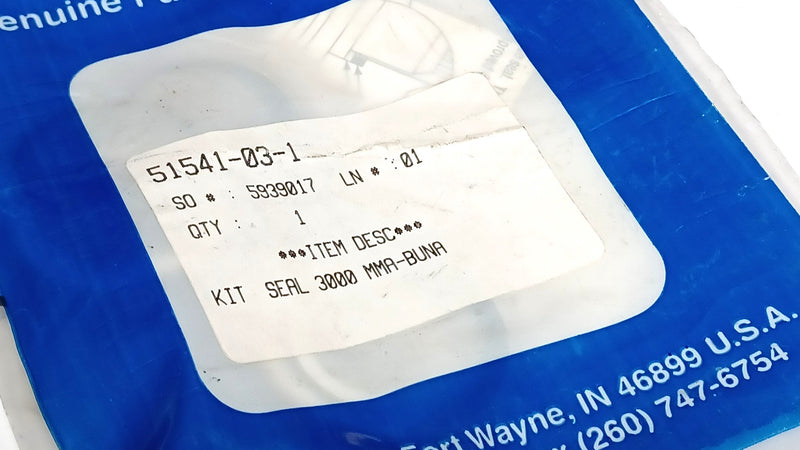 enuine
51541-03-1
SO # : 5939017 LN # : 01
QTY : 1
***ITEM DESC***
KIT SEAL 3000 MMA-BUNA
Fort Wayne, IN 46899 U.S.A.
(260) 747-6754